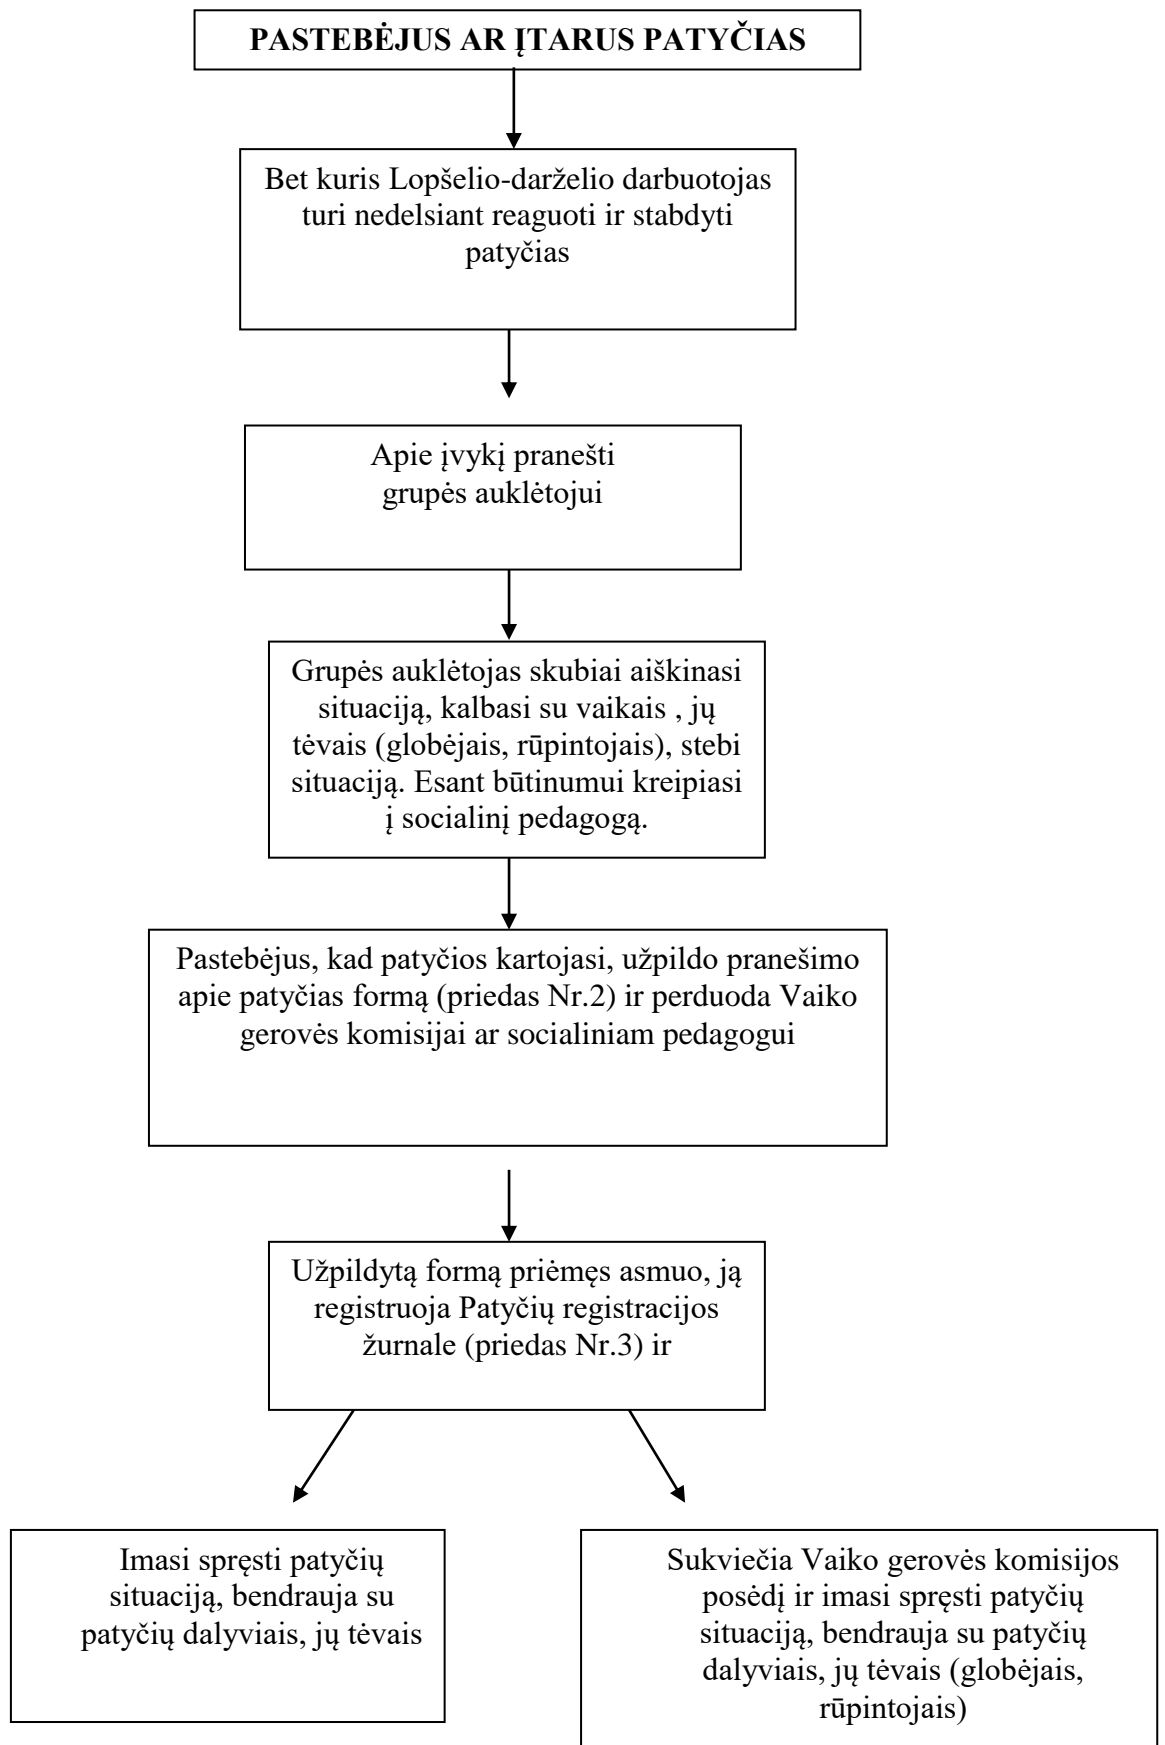 PASTEBĖJUS AR ĮTARUS PATYČIAS
Bet kuris Lopšelio-darželio darbuotojas
turi nedelsiant reaguoti ir stabdyti
patyčias
Apie įvykį pranešti
grupės auklėtojui
Grupės auklėtojas skubiai aiškinasi
situaciją, kalbasi su vaikais , jų
tėvais (globėjais, rūpintojais), stebi
situaciją. Esant būtinumui kreipiasi
į socialinį pedagogą.
Pastebėjus, kad patyčios kartojasi, užpildo pranešimo
apie patyčias formą (priedas Nr.2) ir perduoda Vaiko
gerovės komisijai ar socialiniam pedagogui
Užpildytą formą priėmęs asmuo, ją
registruoja Patyčių registracijos
žurnale (priedas Nr.3) ir
Imasi spręsti patyčių
situaciją, bendrauja su
patyčių dalyviais, jų tėvais
Sukviečia Vaiko gerovės komisijos
posėdį ir imasi spręsti patyčių
situaciją, bendrauja su patyčių
dalyviais, jų tėvais (globėjais,
rūpintojais)